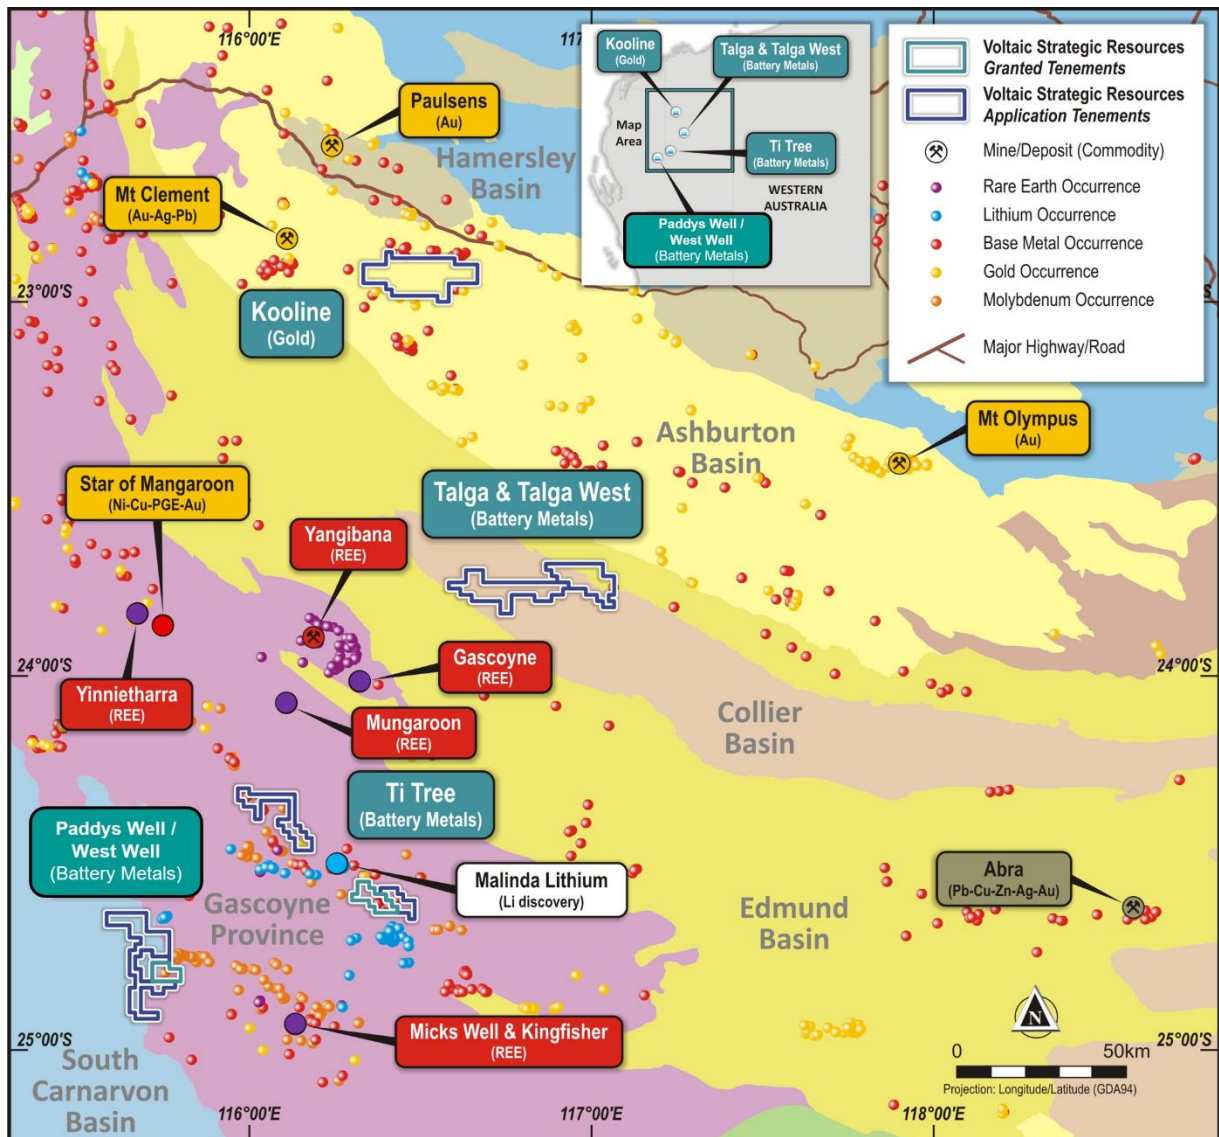 116°00'E
117
Kooline
(Gold)
Talga & Talga West
(Battery Metals)
Map
Area
Ti Tree
(Battery Metals)
WESTERN
AUSTRALIA
Paddys Well /
West Well
(Battery Metals)
Voltaic Strategic Resources
Granted Tenements
Voltaic Strategic Resources
Application Tenements
Mine/Deposit (Commodity)
Rare Earth Occurrence
Lithium Occurrence
Base Metal Occurrence
Gold Occurrence
Molybdenum Occurrence
Major Highway/Road
Paulsens
(Au)
Hamersley
Basin
Mt Clement
(Au-Ag-Pb)
23°00'S
S
Kooline
(Gold)
Ashburton
Basin
Mt Olympus
(Au)
Star of Mangaroon
(Ni-Cu-PGE-Au)
Talga & Talga West
(Battery Metals)
Yangibana
(REE)
24°00'S
24°00'S
Gascoyne
(REE)
Yinnietharra
(REE)
Mungaroon
(REE)
Collier
Basin
Ti Tree
(Battery Metals)
Paddys Well /
West Well
(Battery Metals)
Malinda Lithium
(Li discovery)
Abra
(Pb-Cu-Zn-Ag-Au)
Gascoyne
Province
Edmund
Basin
Micks Well & Kingfisher
(REE)
N
25°00'S
25°00'S
South
Carnarvon
Basin
0
50km
Projection: Longitude/Latitude (GDA94)
116°00'E
117°00'E
118°00'E